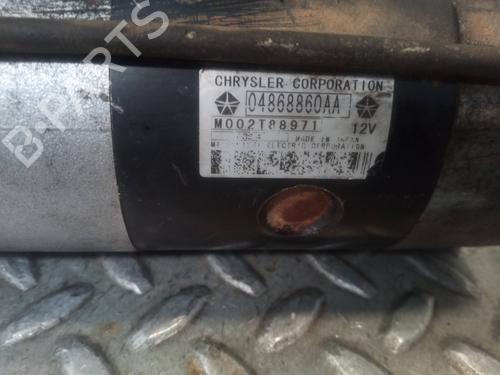 CHRYSLER CORPORATION
04868860AA
M002T88971 12V
MADE IN JAPAN
ELECTRIC CORPORATION
B-PARTS